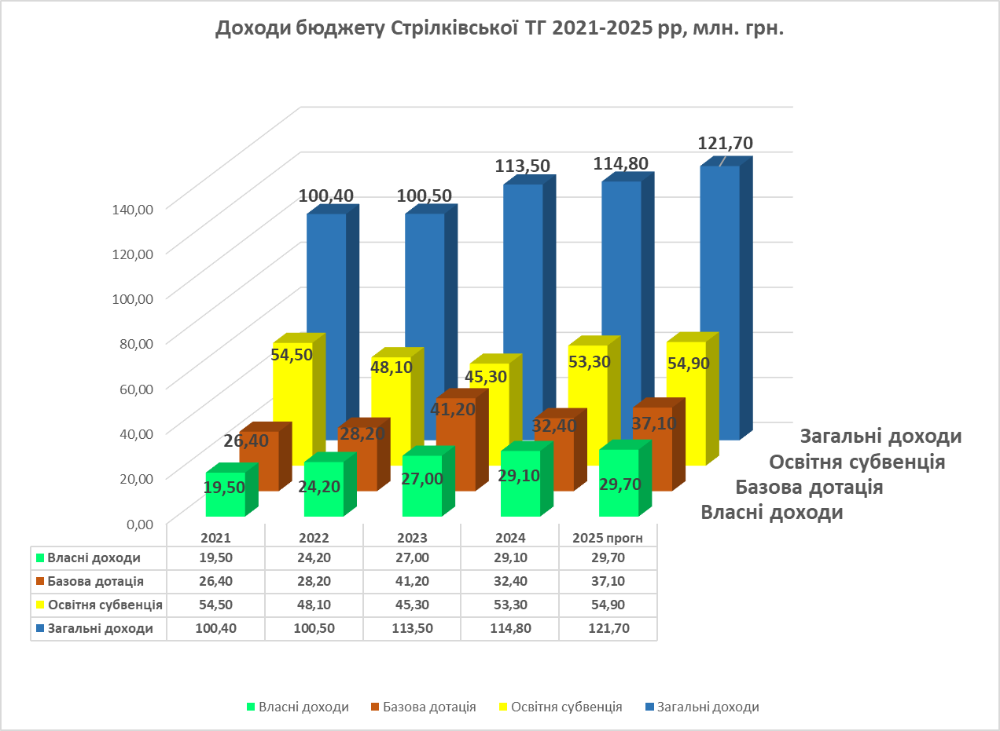 Доходи бюджету Стрілківської ТГ 2021-2025 рр, млн. грн.
140,00
120,00
100,00
80,00
60,00
40,00
20,00
0,00
100,40
100,50
113,50
114,80
121,70
54,50
48,10
45,30
53,30
54,90
26,40
28,20
41,20
32,40
37,10
19,50
24,20
27,00
29,10
29,70
Загальні доходи
Освітня субвенція
Базова дотація
Власні доходи
2021 2022 2023 2024 2025 прогн
Власні доходи 19,50 24,20 27,00 29,10 29,70
Базова дотація 26,40 28,20 41,20 32,40 37,10
Освітня субвенція 54,50 48,10 45,30 53,30 54,90
Загальні доходи 100,40 100,50 113,50 114,80 121,70
Власні доходи Базова дотація Освітня субвенція Загальні доходи